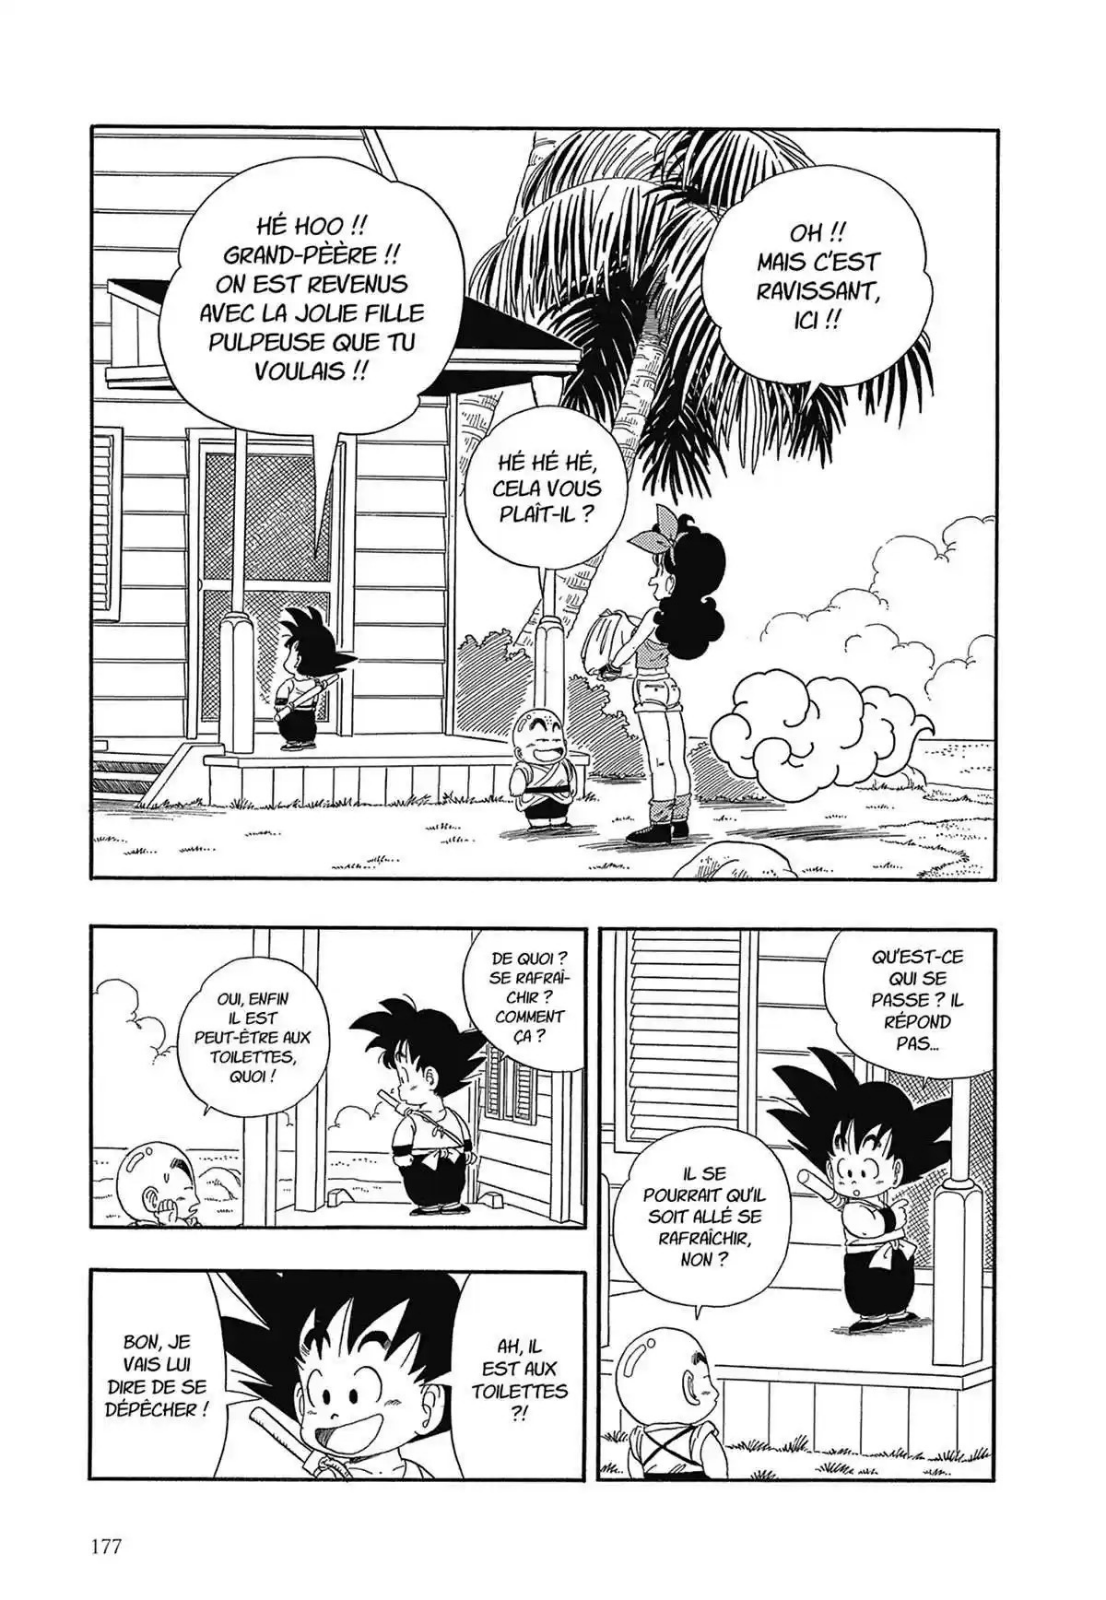 OH !!
MAIS C'EST
RAVISSANT,
ICI !!
HÉ HÉ HÉ,
CELA VOUS
PLAÎT-IL ?
HÉ HOO !!
GRAND-PÈÈRE !!
ON EST REVENUS
AVEC LA JOLIE FILLE
PULPEUSE QUE TU
VOULAIS !!
QU'EST-CE
QUI SE
PASSE ? IL
RÉPOND
PAS...
IL SE
POURRAIT QU'IL
SOIT ALLÉ SE
RAFRAÎCHIR,
NON ?
DE QUOI ?
SE RAFRAÎ-
CHIR ?
COMMENT
ÇA ?
OUI, ENFIN
IL EST
PEUT-ÊTRE AUX
TOILETTES,
QUOI !
AH, IL
EST AUX
TOILETTES
?!
BON, JE
VAIS LUI
DIRE DE SE
DÉPÊCHER !
177